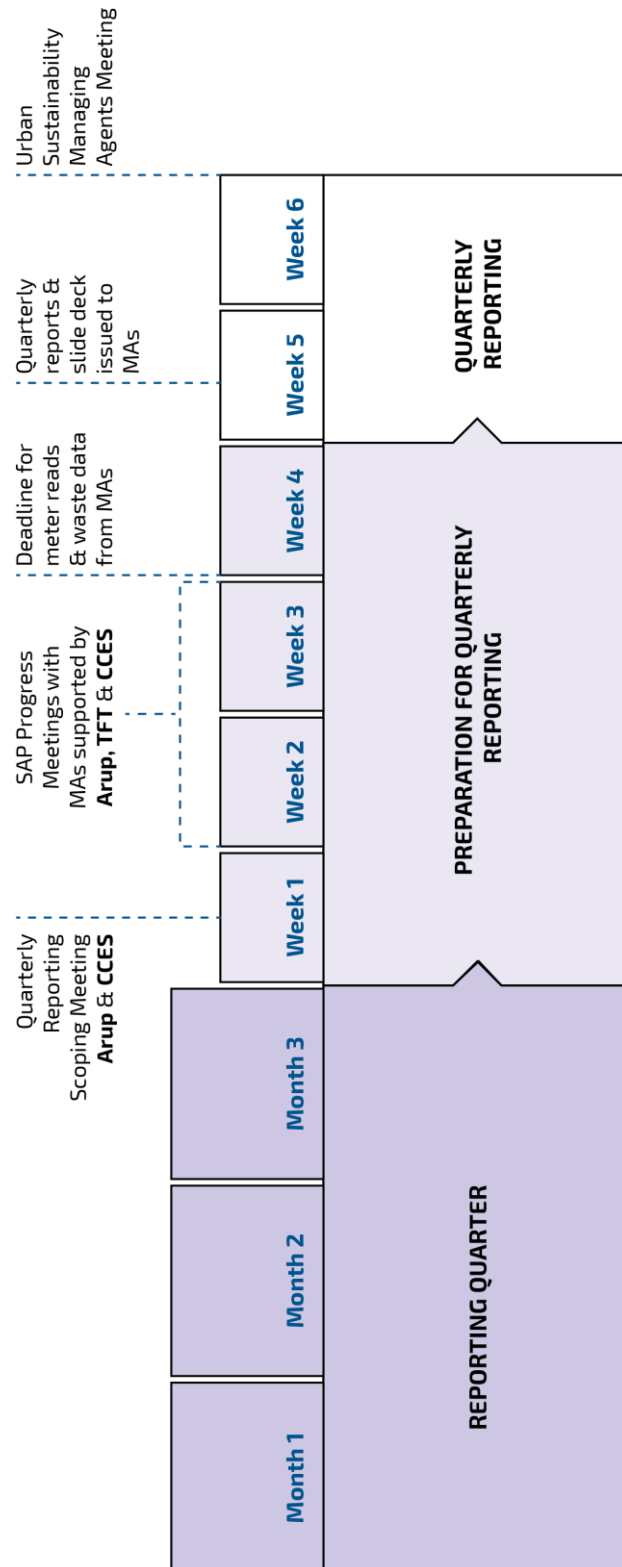 Quarterly
Reporting
Scoping Meeting
Arup & CCES
SAP Progress
Meetings with
MAs supported by
Arup, TFT & CCES
Deadline for
meter reads
& waste data
from MAs
Quarterly
reports &
slide deck
issued to
MAs
Urban
Sustainability
Managing
Agents Meeting
Month 1
Month 2
Month 3
Week 1
Week 2
Week 3
Week 4
Week 5
Week 6
REPORTING QUARTER
PREPARATION FOR QUARTERLY
REPORTING
QUARTERLY
REPORTING